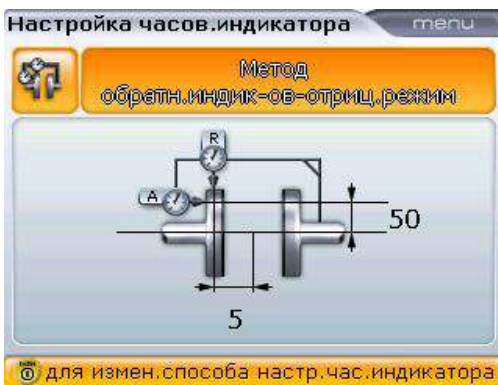 Настройка часов.индикатора menu
Метод
обратн.индик-ов-отриц.режим
R
A
50
5
для измен.способа настр.час.индикатора